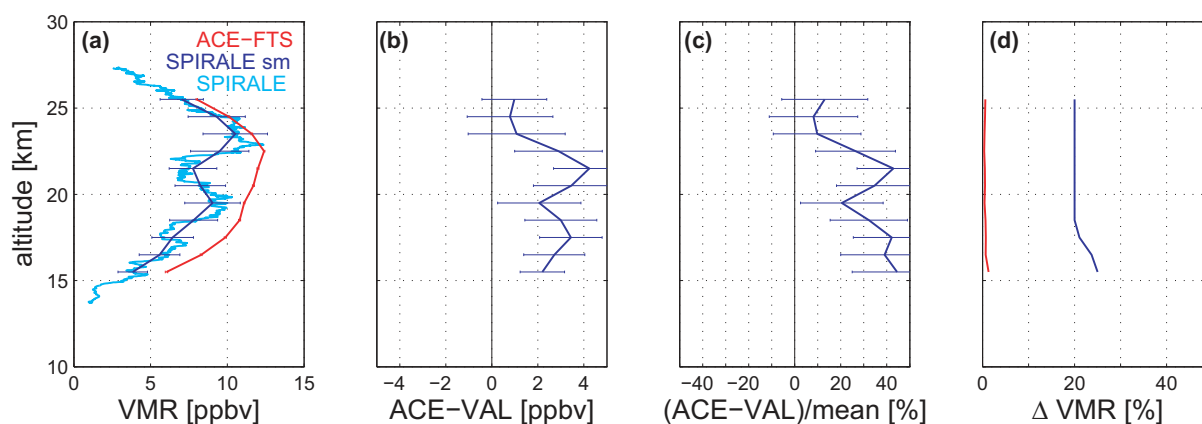 (a)
ACE−FTS
SPIRALE sm
SPIRALE
(b)
(c)
(d)
30
25
20
15
10
altitude [km]
0 5 10 15
VMR [ppbv]
−4 −2 0 2 4
ACE−VAL [ppbv]
−40 −20 0 20 40
(ACE−VAL)/mean [%]
0 20 40
Δ VMR [%]